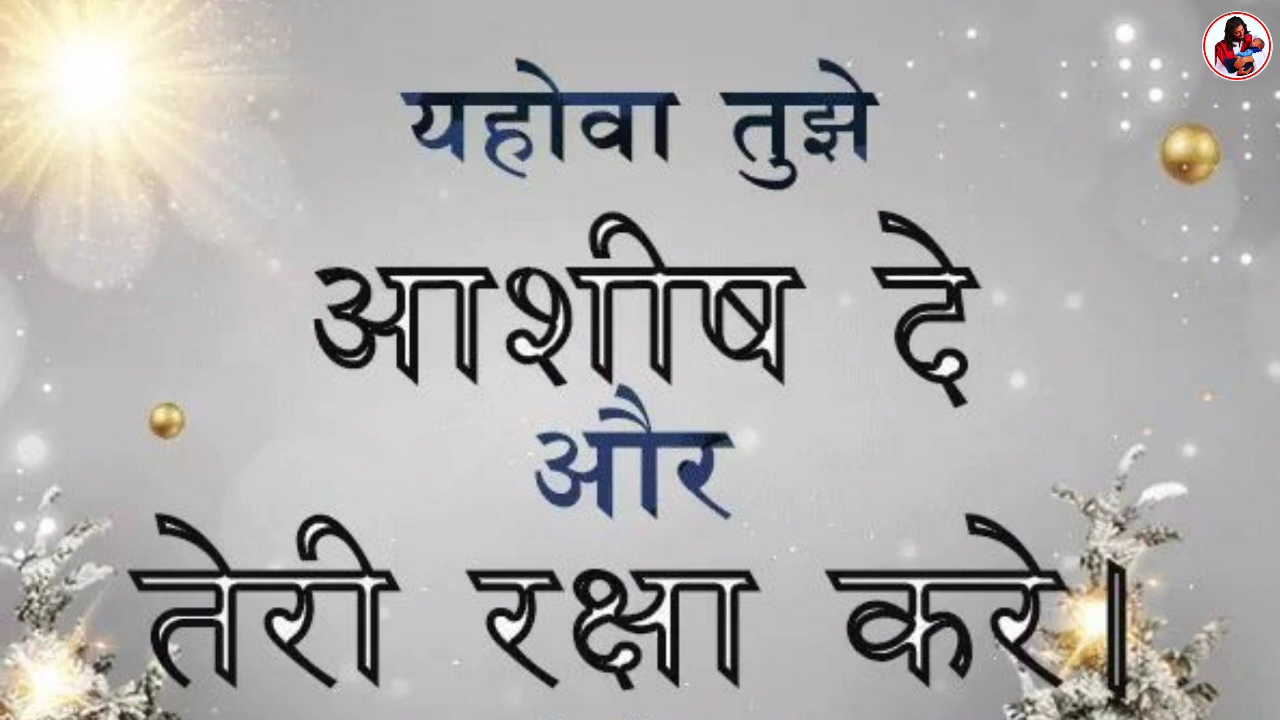 यहोवा तुझे
आशीष दे
और
तेरी रक्षा करे।